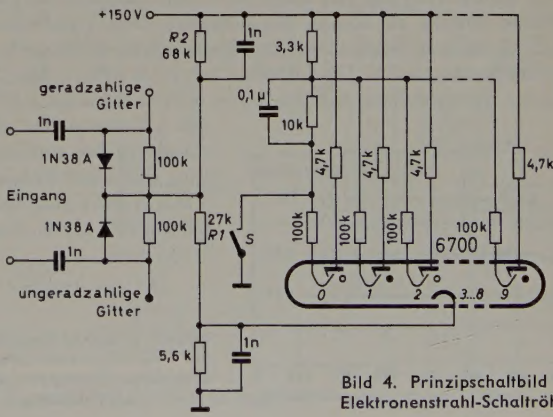 +150V
R2
68k
1n
3,3k
geradzahlige
Gitter
0,1µ
10k
1n
1N38A
100k
4,7k
4,7k
4,7k
4,7k
Eingang
1N38A
100k
27k
R1
S
100k
100k
100k
100k
6700
1n
ungeradzahlige
Gitter
0
1
2
3...8
9
5,6k
1n
Bild 4. Prinzipschaltbild
Elektronenstrahl-Schaltröh